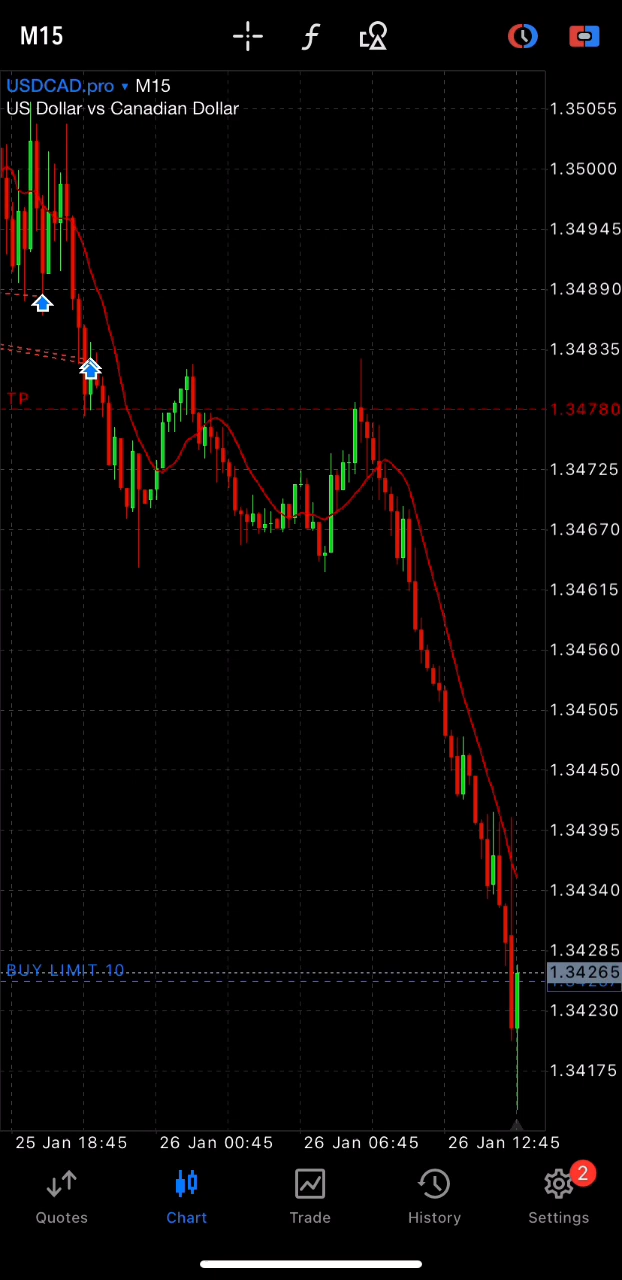 M15
USDCAD.pro ▾ M15
US Dollar vs Canadian Dollar
1.35055
1.35000
1.34945
1.34890
1.34835
TP
1.34780
1.34725
1.34670
1.34615
1.34560
1.34505
1.34450
1.34395
1.34340
1.34285
BUY LIMIT 10
1.34265
1.34230
1.34175
25 Jan 18:45
26 Jan 00:45
26 Jan 06:45
26 Jan 12:45
2
Quotes
Chart
Trade
History
Settings